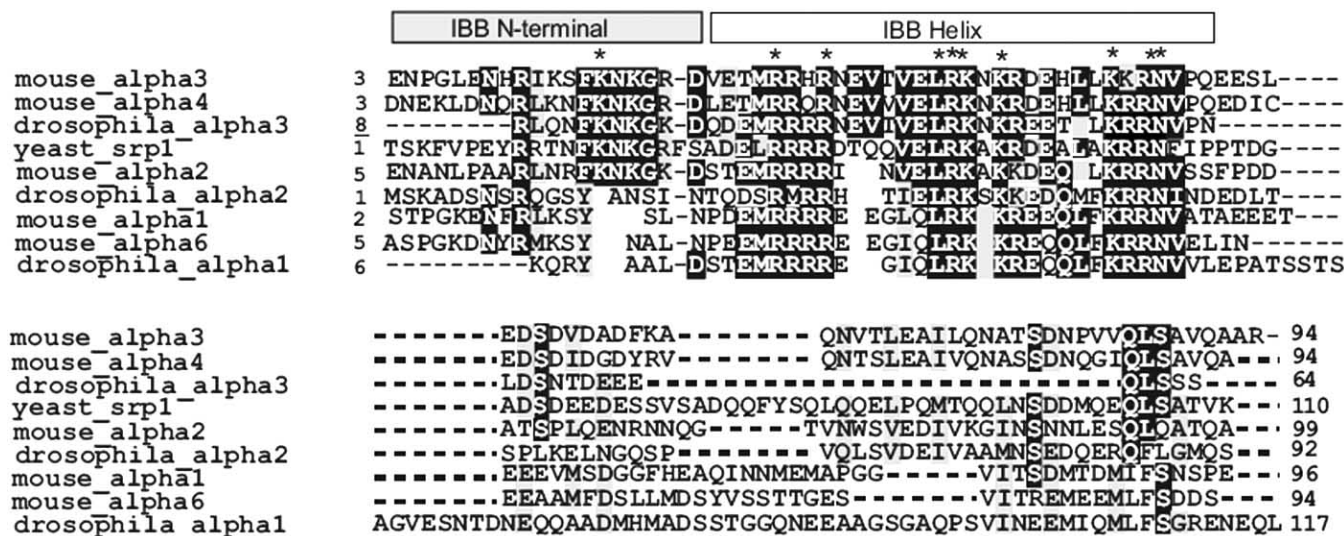 IBB N-terminal IBB Helix
* * * *** * * **
mouse_alpha3 3 ENPGLENHRIKSFKNKGR-DVETMRRHRNEVTVELRKNKRDEHLLKKRNVPQEESL----
mouse_alpha4 3 DNEKLDNQRLKNFKNKGR-DLETMRRQRNEVVVELRKNKRDEHLLKRRNVPQEDIC----
drosophila_alpha3 8 --------RLQNFKNKGK-DQDEMRRRRNEVTVELRKNKREET LKRRNVPN--------
yeast_srp1 1 TSKFVPEYRRTNFKNKGRFSADELRRRRDTQQVELRKAKRDEALAKRRNFIPPTDG----
mouse_alpha2 5 ENANLPAARLNRFKNKGK-DSTEMRRRRI NVELRKAKKDEQ LKRRNVSSFPDD----
drosophila_alpha2 1 MSKADSNSRQGSY ANSI-NTQDSRMRRH TIELRKSKKEDQMFKRRNINDEDLT----
mouse_alpha1 2 STPGKENFRLKSY SL-NPDEMRRRRE EGLQLRK KREEQLFKRRNVATAEEET---
mouse_alpha6 5 ASPGKDNYRMKSY NAL-NPEEMRRRRE EGIQLRK KREQQLFKRRNVELIN------
drosophila_alpha1 6 ---------KQRY AAL-DSTEMRRRRE GIQLRK KREQQLFKRRNVVLEPATSSTS
mouse_alpha3 --------EDSDVDADFKA---------QNVTLEAILQNATSDNPVVQLSAVQAAR- 94
mouse_alpha4 --------EDSDIDGDYRV---------QNTSLEAIVQNASSDNQGIQLSAVQA--- 94
drosophila_alpha3 --------LDSNTDEEE------------------------------QLSSS----- 64
yeast_srp1 --------ADSDEEDESSVSADQQFYSQLQQELPQMTQQLNSDDMQEQLSATVK--- 110
mouse_alpha2 --------ATSPLQENRNNQG------TVNWSVEDIVKGINSNNLESQLQATQA--- 99
drosophila_alpha2 --------SPLKELNGQSP---------VQLSVDEIVAAMNSEDQERQFLGMQS--- 92
mouse_alpha1 --------EEEVMSDGGFHEAQINNMEMAPGG------VITSDMTDMIFSNSPE--- 96
mouse_alpha6 --------EEAAMFDSLLMDSYVSSTTGES--------VITREMEEMLFSDDS---- 94
drosophila_alpha1 AGVESNTDNEQQAADMHMADSSTGGQNEEAAGSGAQPSVINEEMIQMLFSGRENEQL 117